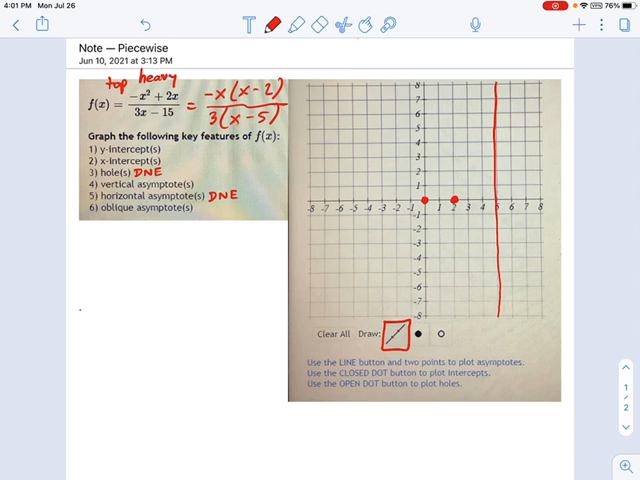 4:01 PM Mon Jul 26
VPN 76%
Note — Piecewise
Jun 10, 2021 at 3:13 PM
top heavy
f(x) = −x² + 2x / 3x − 15 = −x(x−2) / 3(x−5)
Graph the following key features of f(x):
1) y-intercept(s)
2) x-intercept(s)
3) hole(s) DNE
4) vertical asymptote(s)
5) horizontal asymptote(s) DNE
6) oblique asymptote(s)
8
7
6
5
4
3
2
1
-8 -7 -6 -5 -4 -3 -2 -1 1 2 3 4 5 6 7 8
-1
-2
-3
-4
-5
-6
-7
-8
Clear All Draw:
Use the LINE button and two points to plot asymptotes.
Use the CLOSED DOT button to plot intercepts.
Use the OPEN DOT button to plot holes.
1
2